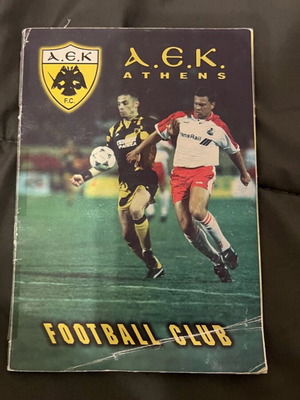 A.E.K
F.C.
A.E.K.
ATHENS
FOOTBALL CLUB